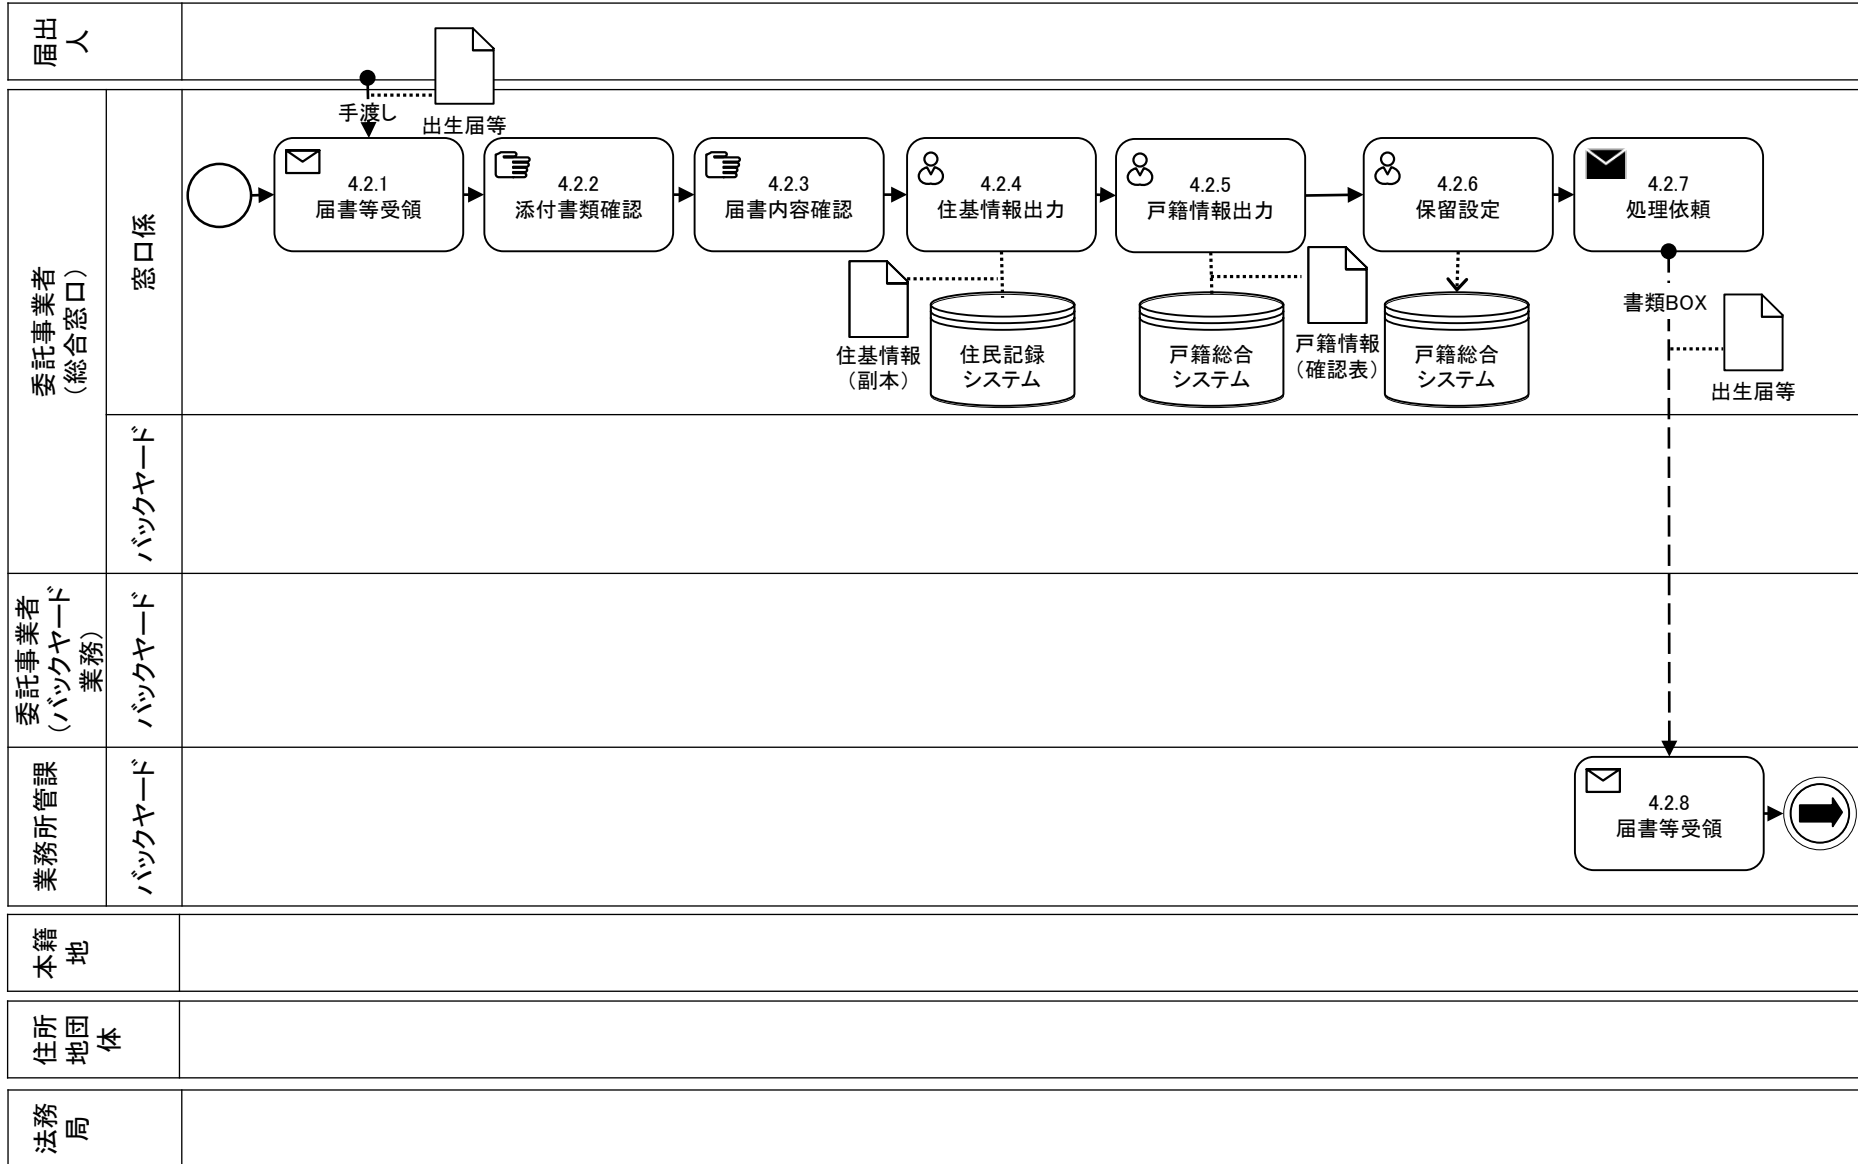 届出
人
手渡し
出生届等
委託事業者
（総合窓口）
窓口係
4.2.1
届書等受領
4.2.2
添付書類確認
4.2.3
届書内容確認
4.2.4
住基情報出力
4.2.5
戸籍情報出力
4.2.6
保留設定
4.2.7
処理依頼
住基情報
（副本）
住民記録
システム
戸籍総合
システム
戸籍情報
（確認表）
戸籍総合
システム
書類BOX
出生届等
バックヤード
委託事業者
（バックヤード
業務）
バックヤード
業務所管課
バックヤード
4.2.8
届書等受領
本籍
地
住所
地団
体
法務
局